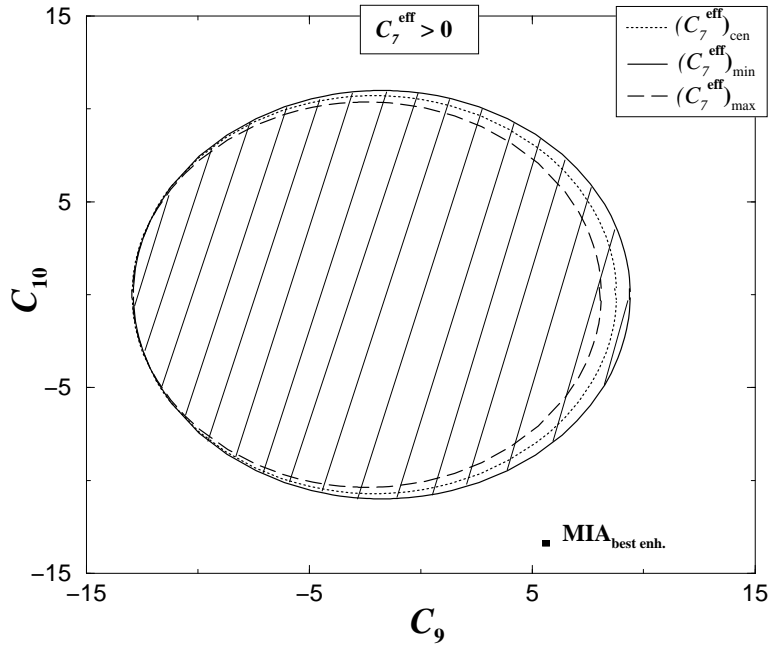 C₇ᵉᶠᶠ > 0
(C₇ᵉᶠᶠ)cen
(C₇ᵉᶠᶠ)min
(C₇ᵉᶠᶠ)max
15
5
C₁₀
−5
−15
MIAbest enh.
−15
−5
5
15
C₉